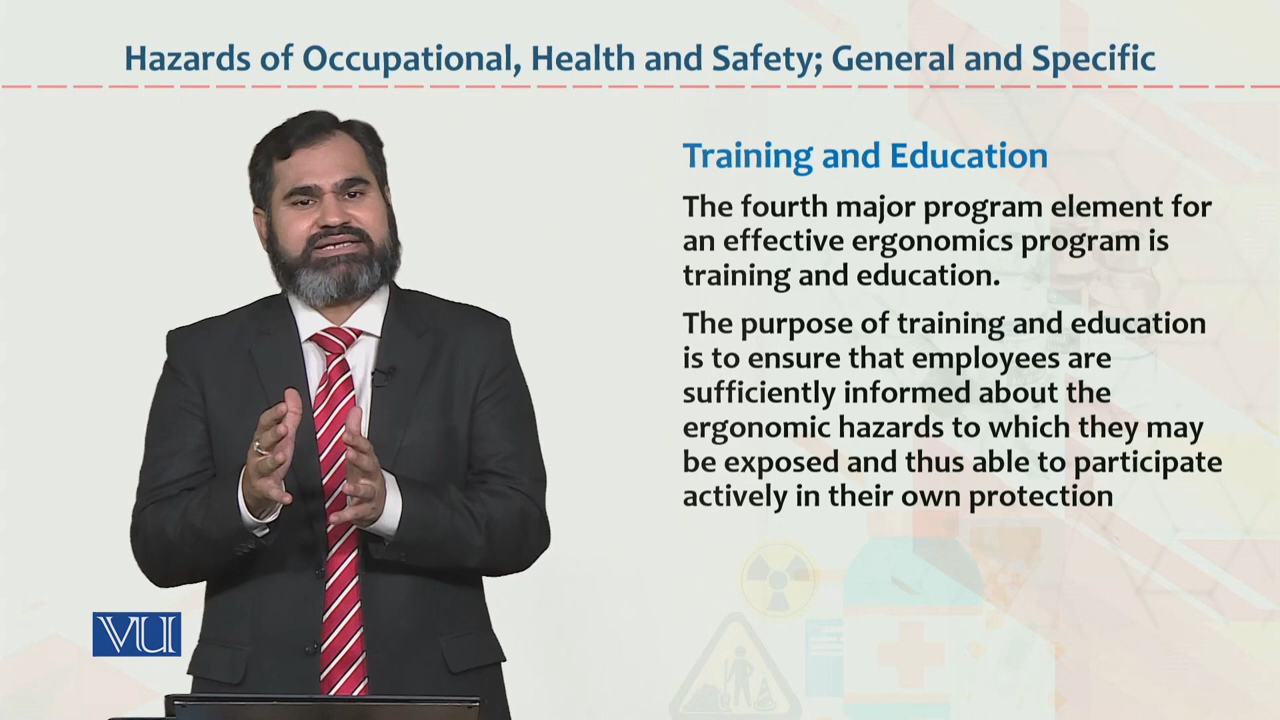 Hazards of Occupational, Health and Safety; General and Specific
Training and Education
The fourth major program element for
an effective ergonomics program is
training and education.
The purpose of training and education
is to ensure that employees are
sufficiently informed about the
ergonomic hazards to which they may
be exposed and thus able to participate
actively in their own protection
VU